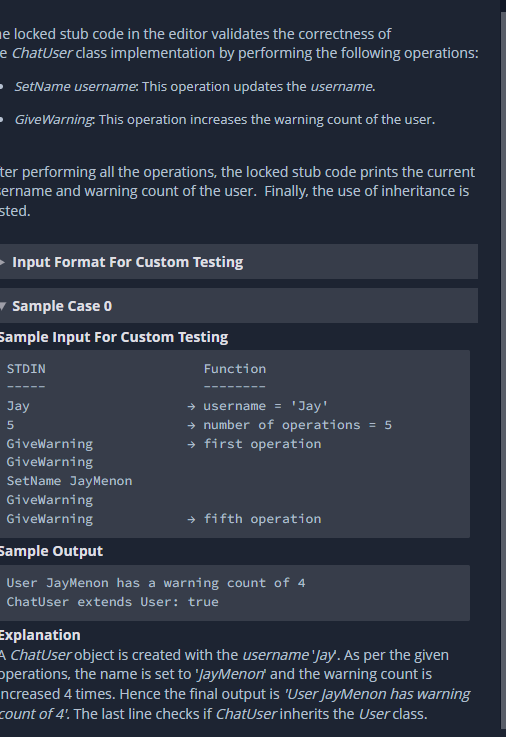 ne locked stub code in the editor validates the correctness of
e ChatUser class implementation by performing the following operations:
SetName username: This operation updates the username.
GiveWarning: This operation increases the warning count of the user.
ter performing all the operations, the locked stub code prints the current
sername and warning count of the user.  Finally, the use of inheritance is
sted.
Input Format For Custom Testing
Sample Case 0
Sample Input For Custom Testing
STDIN Function
----- --------
Jay → username = 'Jay'
5 → number of operations = 5
GiveWarning → first operation
GiveWarning
SetName JayMenon
GiveWarning
GiveWarning → fifth operation
Sample Output
User JayMenon has a warning count of 4
ChatUser extends User: true
Explanation
A ChatUser object is created with the username 'Jay'. As per the given
operations, the name is set to 'JayMenon' and the warning count is
increased 4 times. Hence the final output is 'User JayMenon has warning
count of 4'. The last line checks if ChatUser inherits the User class.